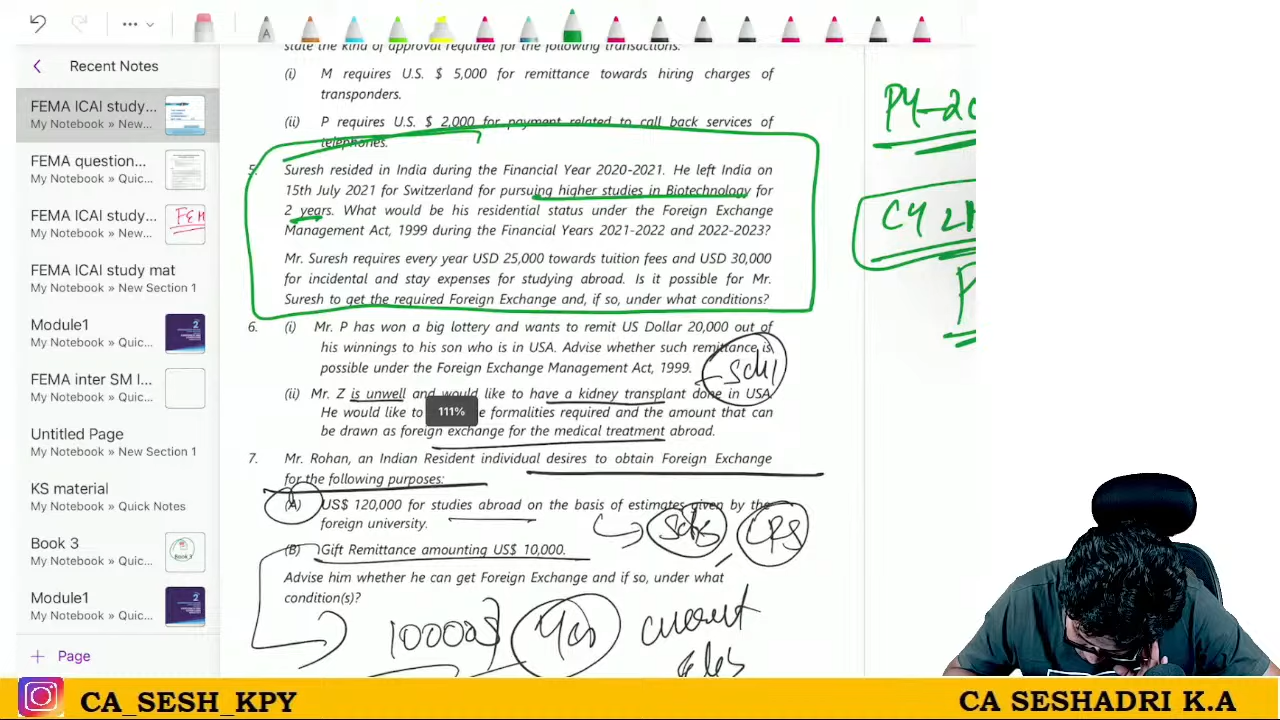 Recent Notes
FEMA ICAI study...
My Notebook » New...
FEMA question...
My Notebook » Quic...
FEMA ICAI study...
My Notebook » New...
FEM
FEMA ICAI study mat
My Notebook » New Section 1
Module1
My Notebook » Quic...
FEMA inter SM I...
My Notebook » Quic...
Untitled Page
My Notebook » New Section 1
KS material
My Notebook » Quick Notes
Book 3
My Notebook » Quic...
Module1
My Notebook » Quic...
+ Page
state the kind of approval required for the following transactions.
(i) M requires U.S. $ 5,000 for remittance towards hiring charges of
transponders.
(ii) P requires U.S. $ 2,000 for payment related to call back services of
telephones.
5. Suresh resided in India during the Financial Year 2020-2021. He left India on
15th July 2021 for Switzerland for pursuing higher studies in Biotechnology for
2 years. What would be his residential status under the Foreign Exchange
Management Act, 1999 during the Financial Years 2021-2022 and 2022-2023?
Mr. Suresh requires every year USD 25,000 towards tuition fees and USD 30,000
for incidental and stay expenses for studying abroad. Is it possible for Mr.
Suresh to get the required Foreign Exchange and, if so, under what conditions?
6. (i) Mr. P has won a big lottery and wants to remit US Dollar 20,000 out of
his winnings to his son who is in USA. Advise whether such remittance is
possible under the Foreign Exchange Management Act, 1999.
Sch1
(ii) Mr. Z is unwell and would like to have a kidney transplant done in USA.
He would like to e formalities required and the amount that can
111%
be drawn as foreign exchange for the medical treatment abroad.
7. Mr. Rohan, an Indian Resident individual desires to obtain Foreign Exchange
for the following purposes:
(A) US$ 120,000 for studies abroad on the basis of estimates given by the
foreign university.
(B) Gift Remittance amounting US$ 10,000.
Advise him whether he can get Foreign Exchange and if so, under what
condition(s)?
10000$
current
PY-20
CY 21
P
CA_SESH_KPY
CA SESHADRI K.A